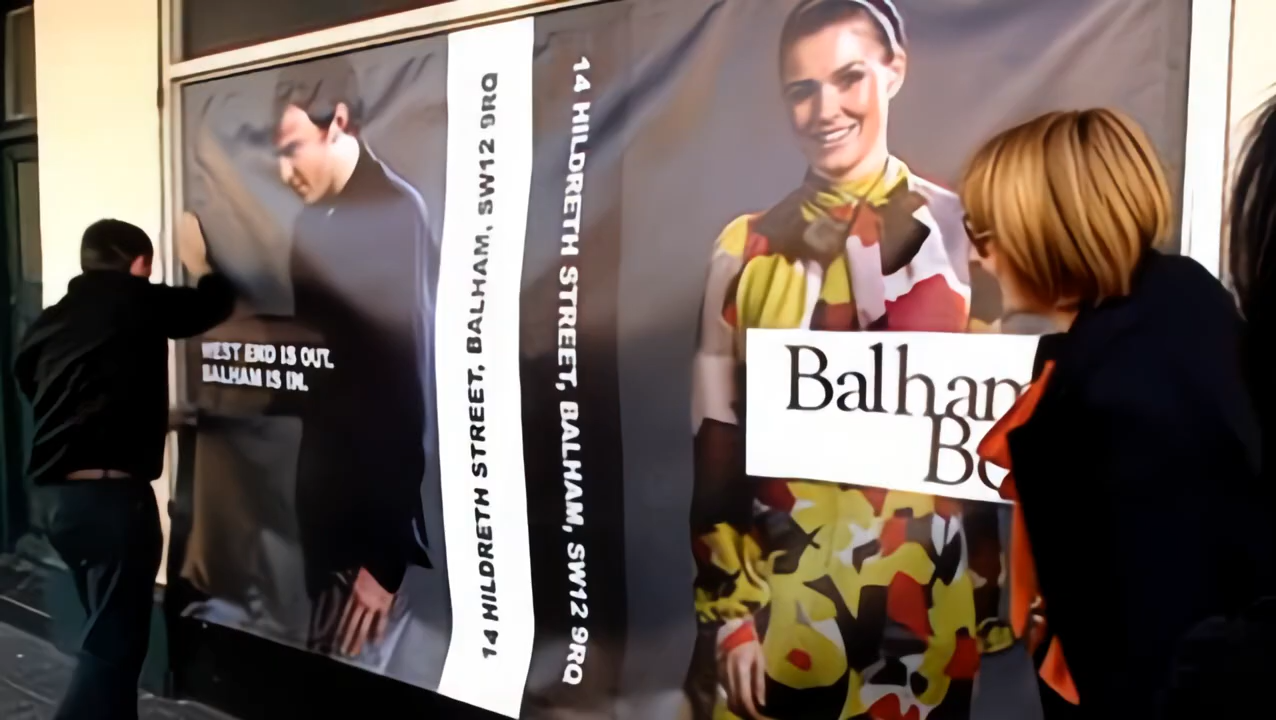 WEST END IS OUT.
BALHAM IS IN.
14 HILDRETH STREET, BALHAM, SW12 9RQ
14 HILDRETH STREET, BALHAM, SW12 9RQ
Balham